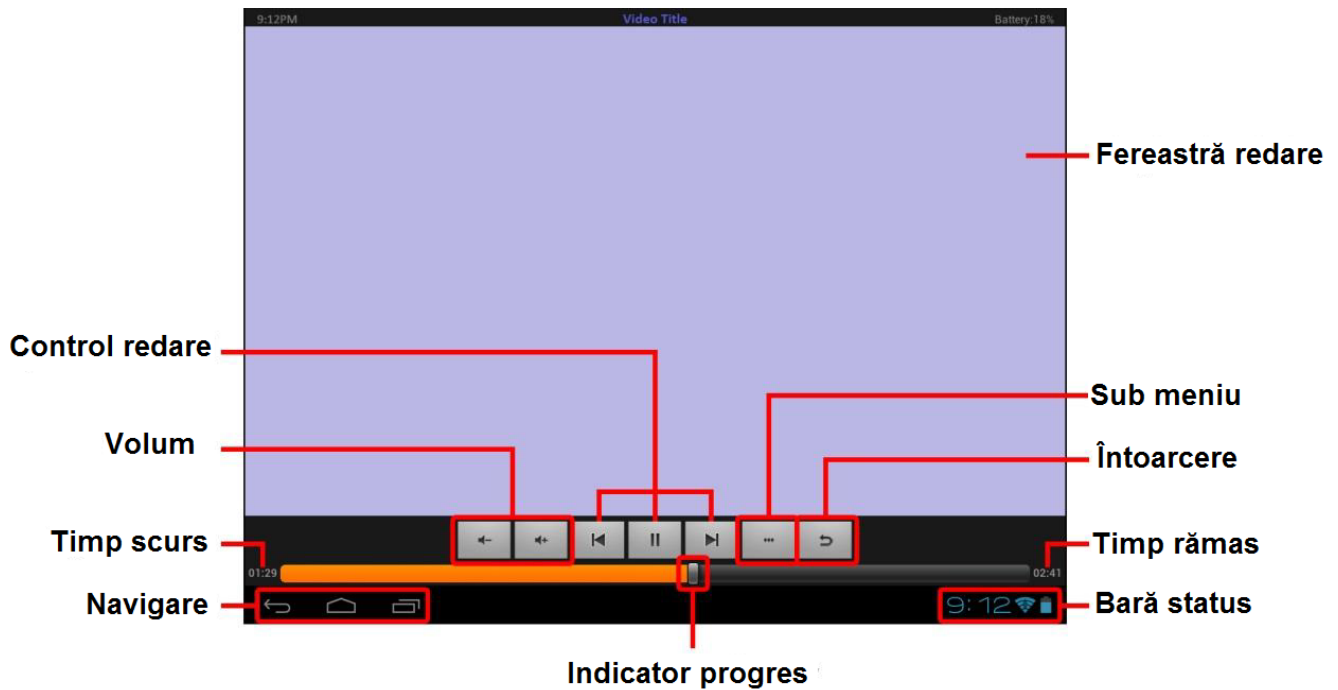 9:12PM Video Title Battery:18%
Fereastră redare
Control redare
Sub meniu
Volum
Întoarcere
Timp scurs
Timp rămas
01:29 02:41
Navigare
9:12
Bară status
Indicator progres